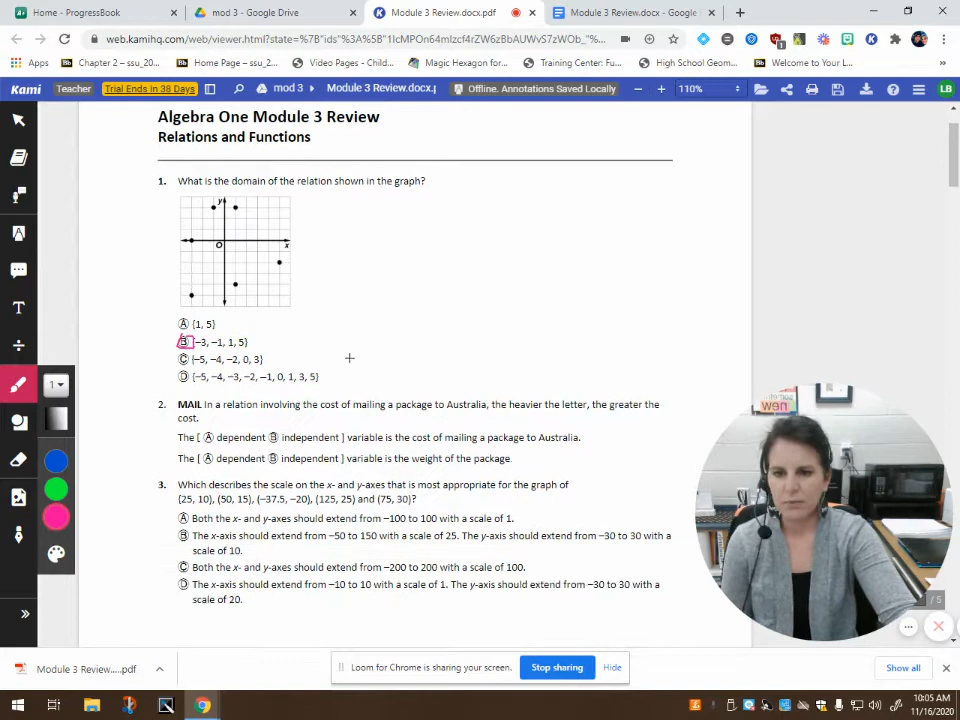 Home - ProgressBook
mod 3 - Google Drive
Module 3 Review.docx.pdf
Module 3 Review.docx - Google
web.kamihq.com/web/viewer.html?state=%7B"ids"%3A%5B"1lcMPOn64mlzcf4rZW6zBbAUWvS7zWOb_"%...
Apps
Chapter 2 – ssu_20...
Home Page – ssu_2...
Video Pages - Child...
Magic Hexagon for...
Training Center: Fu...
High School Geom...
Welcome to Your L...
Kami
Teacher
Trial Ends In 38 Days
mod 3
Module 3 Review.docx.p
Offline. Annotations Saved Locally
110%
LB
Algebra One Module 3 Review
Relations and Functions
1. What is the domain of the relation shown in the graph?
y
O
x
A {1, 5}
B {–3, –1, 1, 5}
C {–5, –4, –2, 0, 3}
D {–5, –4, –3, –2, –1, 0, 1, 3, 5}
2. MAIL In a relation involving the cost of mailing a package to Australia, the heavier the letter, the greater the
cost.
The [ A dependent B independent ] variable is the cost of mailing a package to Australia.
The [ A dependent B independent ] variable is the weight of the package.
3. Which describes the scale on the x- and y-axes that is most appropriate for the graph of
{25, 10), (50, 15), (–37.5, –20), (125, 25) and (75, 30)?
A Both the x- and y-axes should extend from –100 to 100 with a scale of 1.
B The x-axis should extend from –50 to 150 with a scale of 25. The y-axis should extend from –30 to 30 with a
scale of 10.
C Both the x- and y-axes should extend from –200 to 200 with a scale of 100.
D The x-axis should extend from –10 to 10 with a scale of 1. The y-axis should extend from –30 to 30 with a
scale of 20.
1
new
/ 5
Module 3 Review.....pdf
Loom for Chrome is sharing your screen.
Stop sharing
Hide
Show all
10:05 AM
11/16/2020